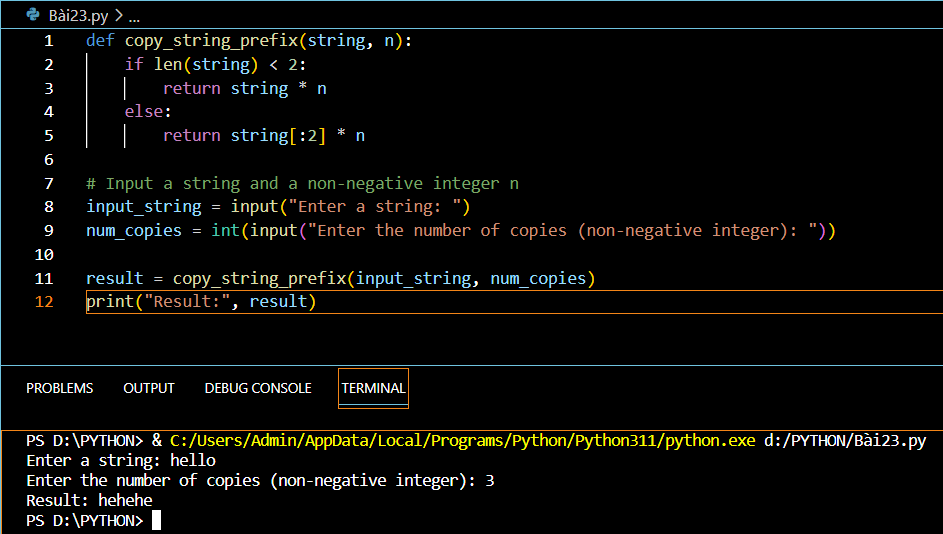 Bài23.py > ...
1 def copy_string_prefix(string, n):
2     if len(string) < 2:
3         return string * n
4     else:
5         return string[:2] * n
6
7 # Input a string and a non-negative integer n
8 input_string = input("Enter a string: ")
9 num_copies = int(input("Enter the number of copies (non-negative integer): "))
10
11 result = copy_string_prefix(input_string, num_copies)
12 print("Result:", result)
PROBLEMS OUTPUT DEBUG CONSOLE TERMINAL
PS D:\PYTHON> & C:/Users/Admin/AppData/Local/Programs/Python/Python311/python.exe d:/PYTHON/Bài23.py
Enter a string: hello
Enter the number of copies (non-negative integer): 3
Result: hehehe
PS D:\PYTHON>